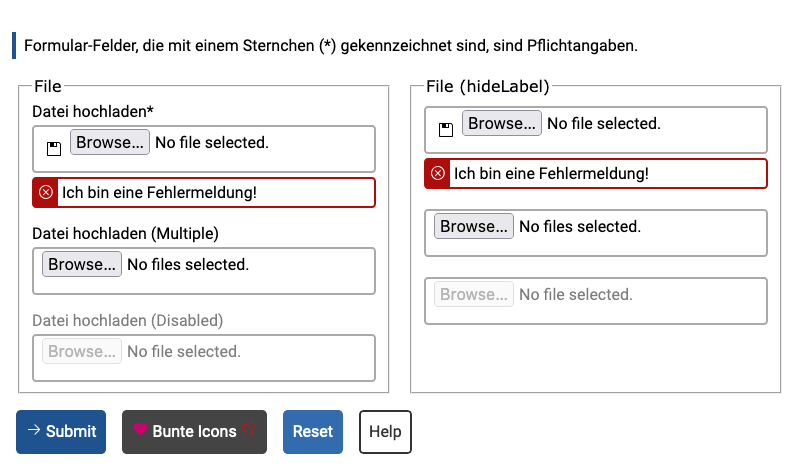 Formular-Felder, die mit einem Sternchen (*) gekennzeichnet sind, sind Pflichtangaben.
File
Datei hochladen*
Browse... No file selected.
Ich bin eine Fehlermeldung!
Datei hochladen (Multiple)
Browse... No files selected.
Datei hochladen (Disabled)
Browse... No file selected.
File (hideLabel)
Browse... No file selected.
Ich bin eine Fehlermeldung!
Browse... No files selected.
Browse... No file selected.
Submit
Bunte Icons
Reset
Help